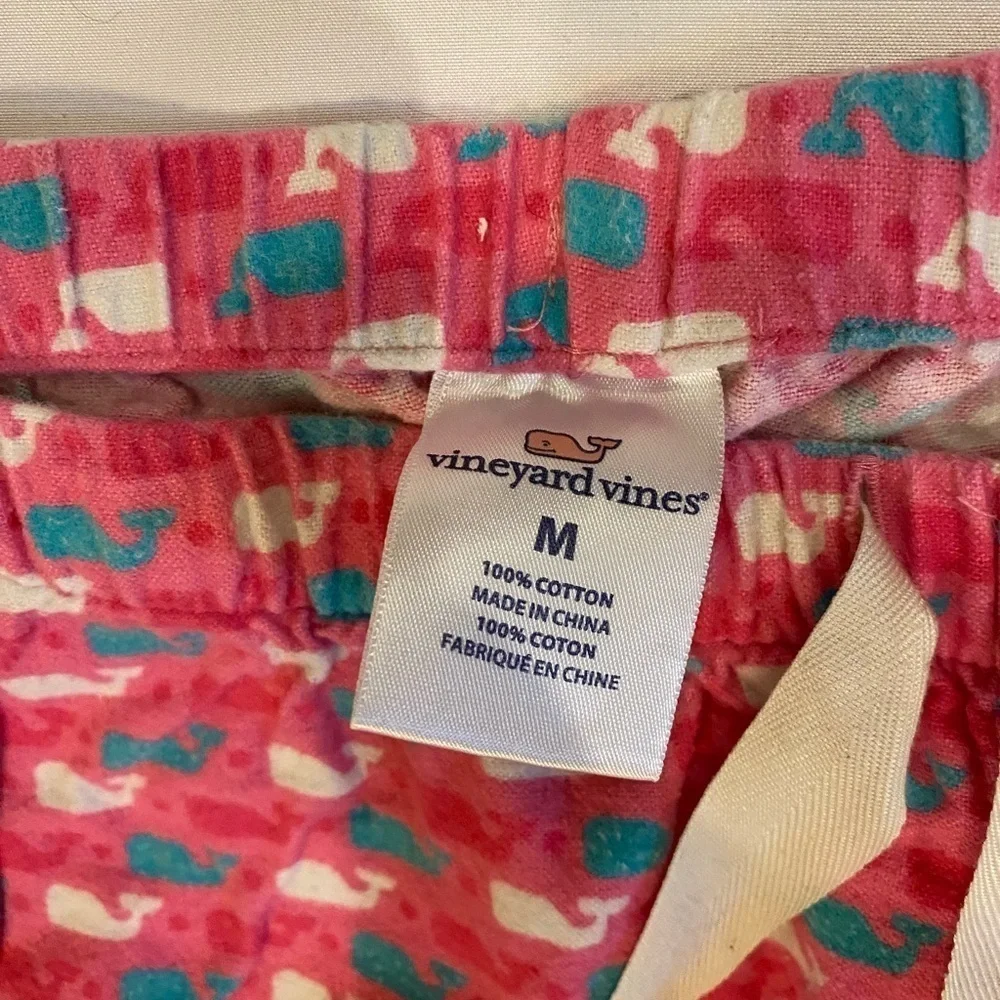 vineyard vines®
M
100% COTTON
MADE IN CHINA
100% COTON
FABRIQUÉ EN CHINE